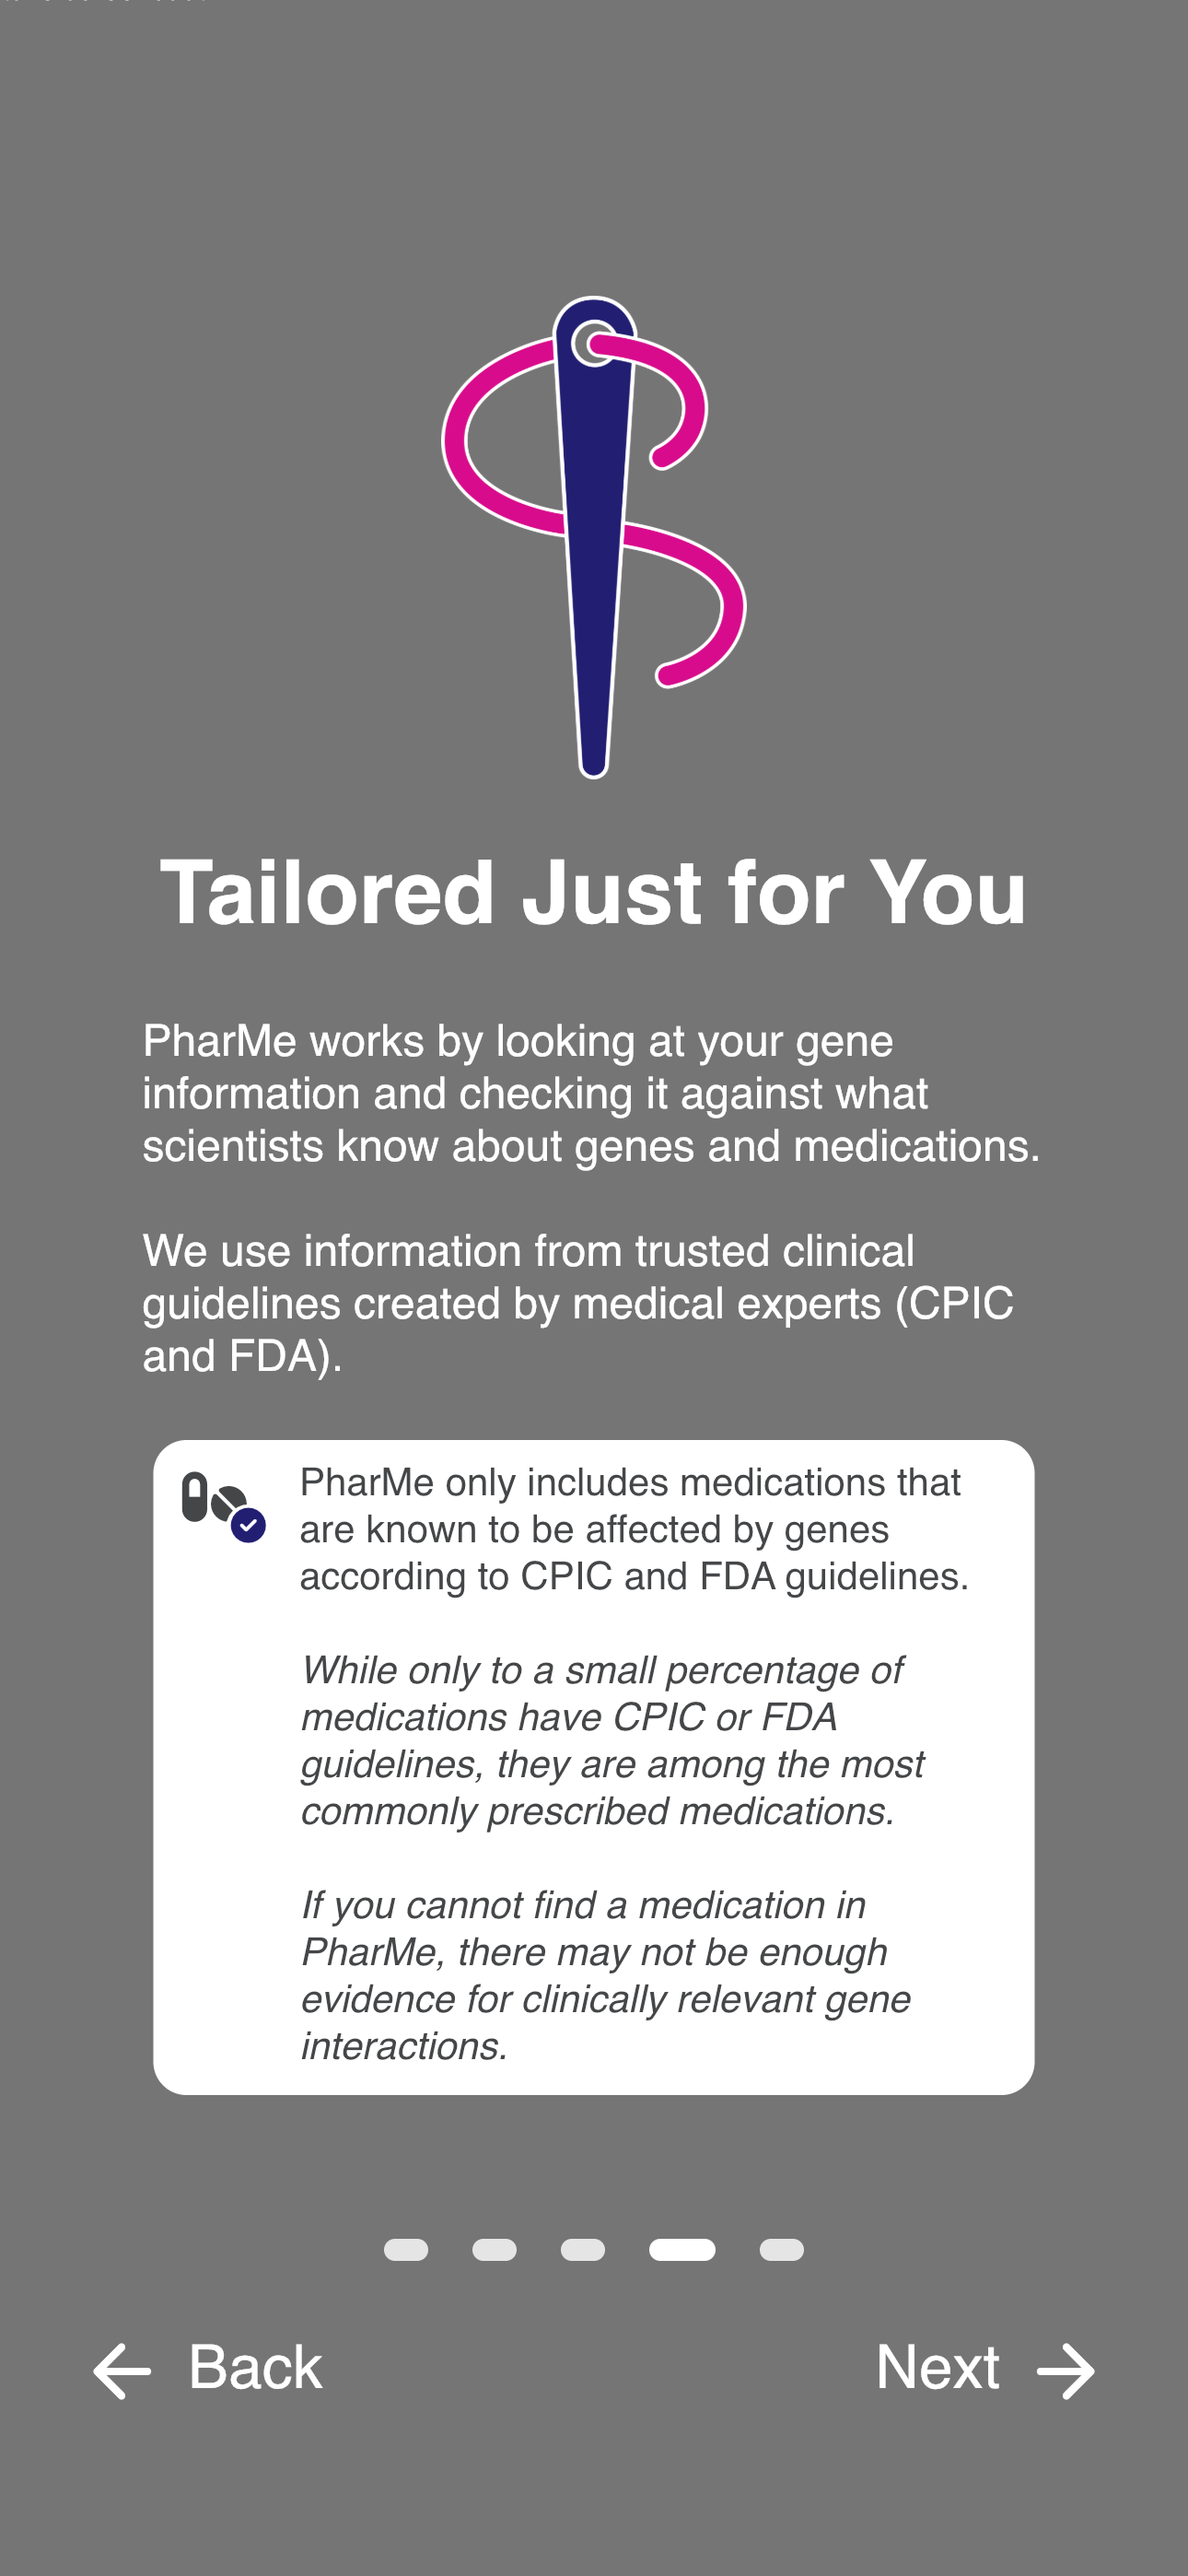 Tailored Just for You
PharMe works by looking at your gene
information and checking it against what
scientists know about genes and medications.
We use information from trusted clinical
guidelines created by medical experts (CPIC
and FDA).
PharMe only includes medications that
are known to be affected by genes
according to CPIC and FDA guidelines.
While only to a small percentage of
medications have CPIC or FDA
guidelines, they are among the most
commonly prescribed medications.
If you cannot find a medication in
PharMe, there may not be enough
evidence for clinically relevant gene
interactions.
Back
Next